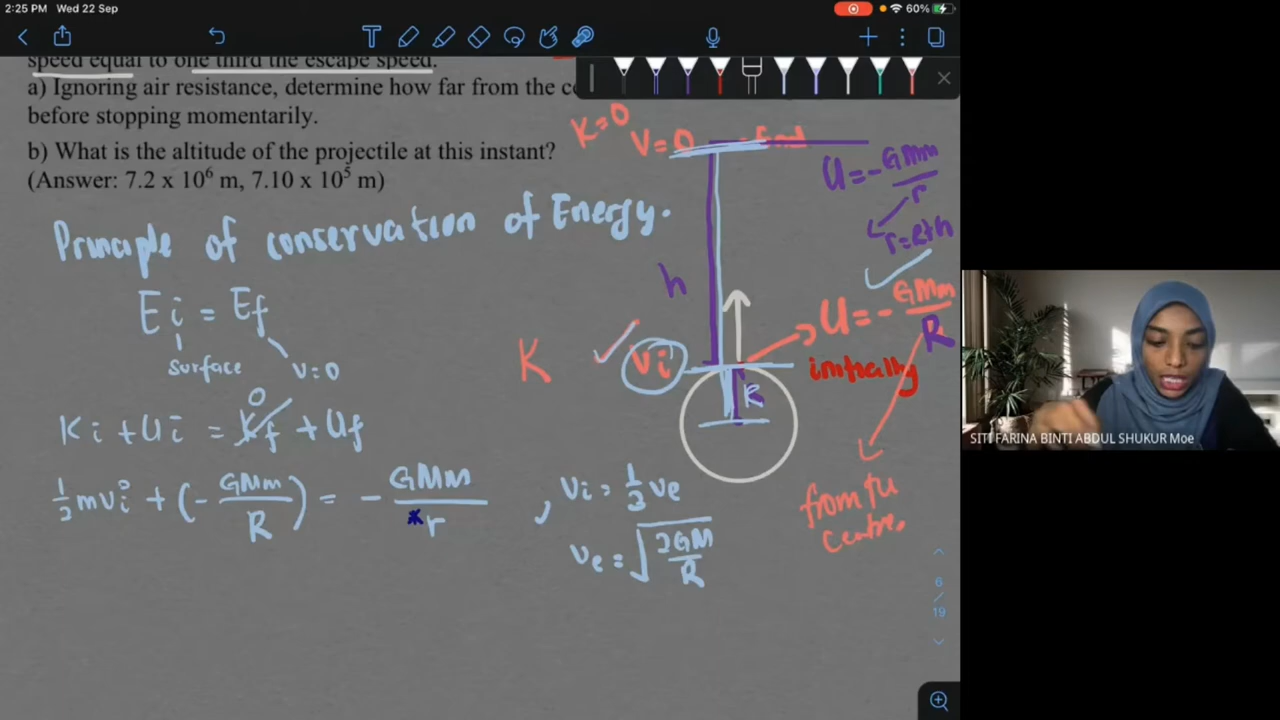 2:25 PM Wed 22 Sep
60%
speed equal to one third the escape speed.
a) Ignoring air resistance, determine how far from the ce
before stopping momentarily.
b) What is the altitude of the projectile at this instant?
(Answer: 7.2 x 10⁶ m, 7.10 x 10⁵ m)
K=0
V=0
U=-GMm/r
r=R+h
Principle of conservation of Energy.
Ei = Ef
surface
v=0
h
K
vi
U=-GMm/R
initially
R
0
Ki + Ui = Kf + Uf
½mvi² + (-GMm/R) = -GMm/*r , vi = ⅓ve
ve = √2GM/R
from
centre.
6
/
19
SITI FARINA BINTI ABDUL SHUKUR Moe